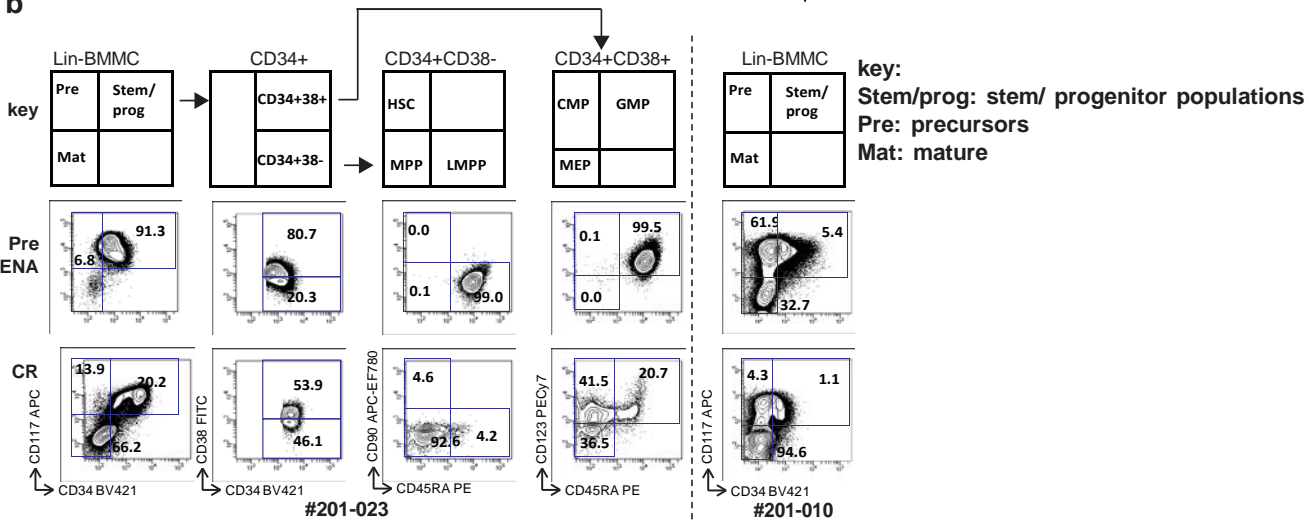 b
Lin-BMMC
CD34+
CD34+CD38-
CD34+CD38+
Lin-BMMC
key
Pre
Stem/
prog
Mat
CD34+38+
CD34+38-
HSC
MPP
LMPP
CMP
GMP
MEP
Pre
Stem/
prog
Mat
key:
Stem/prog: stem/ progenitor populations
Pre: precursors
Mat: mature
Pre
ENA
91.3
6.8
80.7
20.3
0.0
0.1
99.0
0.1
99.5
0.0
61.9
5.4
32.7
CR
13.9
20.2
66.2
53.9
46.1
4.6
92.6
4.2
41.5
20.7
36.5
4.3
1.1
94.6
CD117 APC
CD34 BV421
CD38 FITC
CD34 BV421
CD90 APC-EF780
CD45RA PE
CD123 PECy7
CD45RA PE
CD117 APC
CD34 BV421
#201-023
#201-010